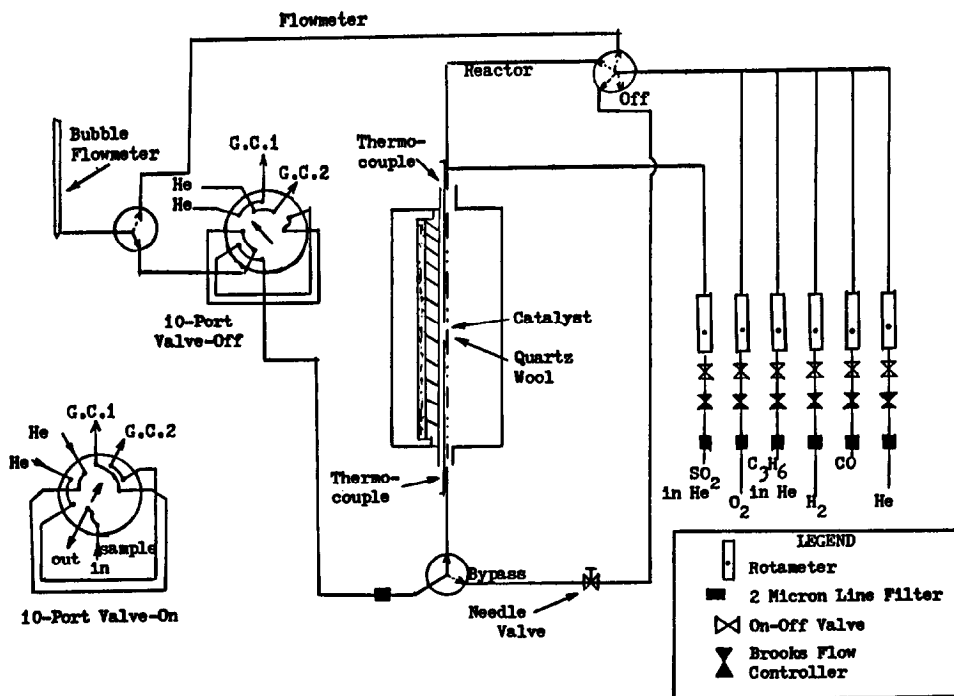 Flowmeter
Reactor
Off
Bubble
Flowmeter
G.C.1
G.C.2
He
He
Thermo-
couple
10-Port
Valve-Off
Catalyst
Quartz
Wool
G.C.1
G.C.2
He
He
out
sample
in
10-Port Valve-On
Thermo-
couple
Bypass
Needle
Valve
SO2
in He
O2
C3H6
in He
H2
CO
He
LEGEND
Rotameter
2 Micron Line Filter
On-Off Valve
Brooks Flow
Controller